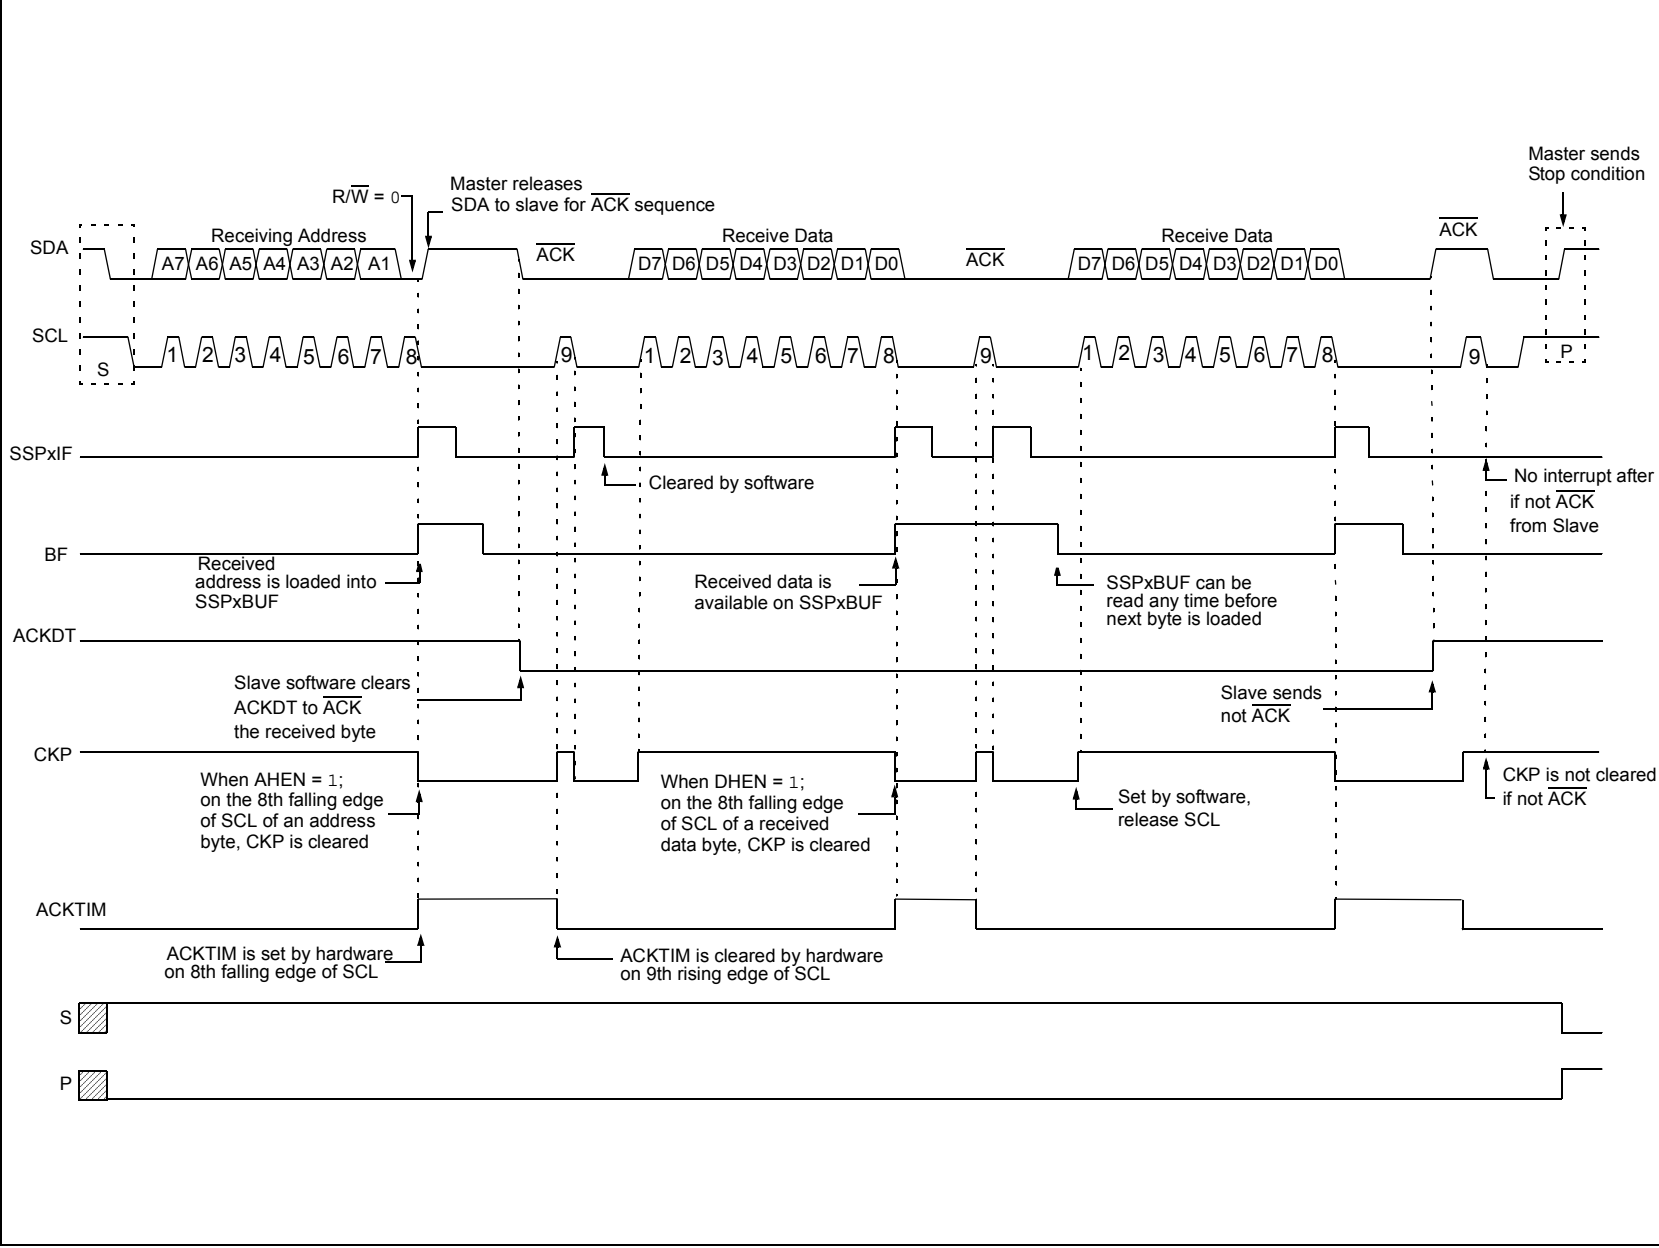 Master sends
Stop condition
R/W = 0
Master releases
SDA to slave for ACK sequence
SDA
Receiving Address
A7 A6 A5 A4 A3 A2 A1
ACK
Receive Data
D7 D6 D5 D4 D3 D2 D1 D0
ACK
Receive Data
D7 D6 D5 D4 D3 D2 D1 D0
ACK
SCL
S
1 2 3 4 5 6 7 8 9
1 2 3 4 5 6 7 8 9
1 2 3 4 5 6 7 8 9
P
SSPxIF
Cleared by software
No interrupt after
if not ACK
from Slave
BF
Received
address is loaded into
SSPxBUF
Received data is
available on SSPxBUF
SSPxBUF can be
read any time before
next byte is loaded
ACKDT
Slave software clears
ACKDT to ACK
the received byte
Slave sends
not ACK
CKP
When AHEN = 1;
on the 8th falling edge
of SCL of an address
byte, CKP is cleared
When DHEN = 1;
on the 8th falling edge
of SCL of a received
data byte, CKP is cleared
Set by software,
release SCL
CKP is not cleared
if not ACK
ACKTIM
ACKTIM is set by hardware
on 8th falling edge of SCL
ACKTIM is cleared by hardware
on 9th rising edge of SCL
S
P